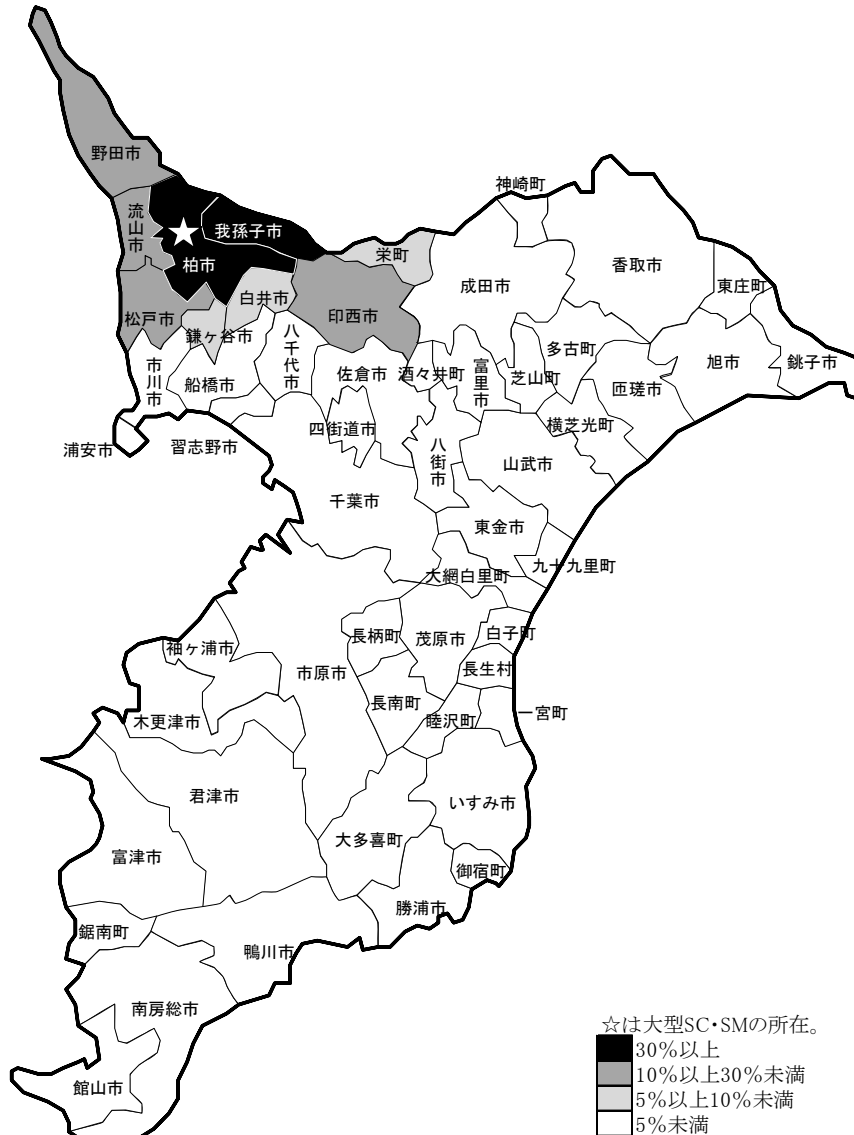 野田市
神崎町
流山市
我孫子市
栄町
柏市
成田市
香取市
東庄町
白井市
松戸市
鎌ヶ谷市
印西市
八千代市
多古町
旭市
銚子市
市川市
船橋市
佐倉市
酒々井町
富里市
芝山町
匝瑳市
四街道市
横芝光町
浦安市
習志野市
八街市
山武市
千葉市
東金市
大網白里町
九十九里町
袖ヶ浦市
長柄町
茂原市
白子町
市原市
長生村
長南町
木更津市
睦沢町
一宮町
君津市
いすみ市
大多喜町
富津市
御宿町
勝浦市
鋸南町
鴨川市
南房総市
館山市
☆は大型SC・SMの所在。
30％以上
10％以上30％未満
5％以上10％未満
5％未満